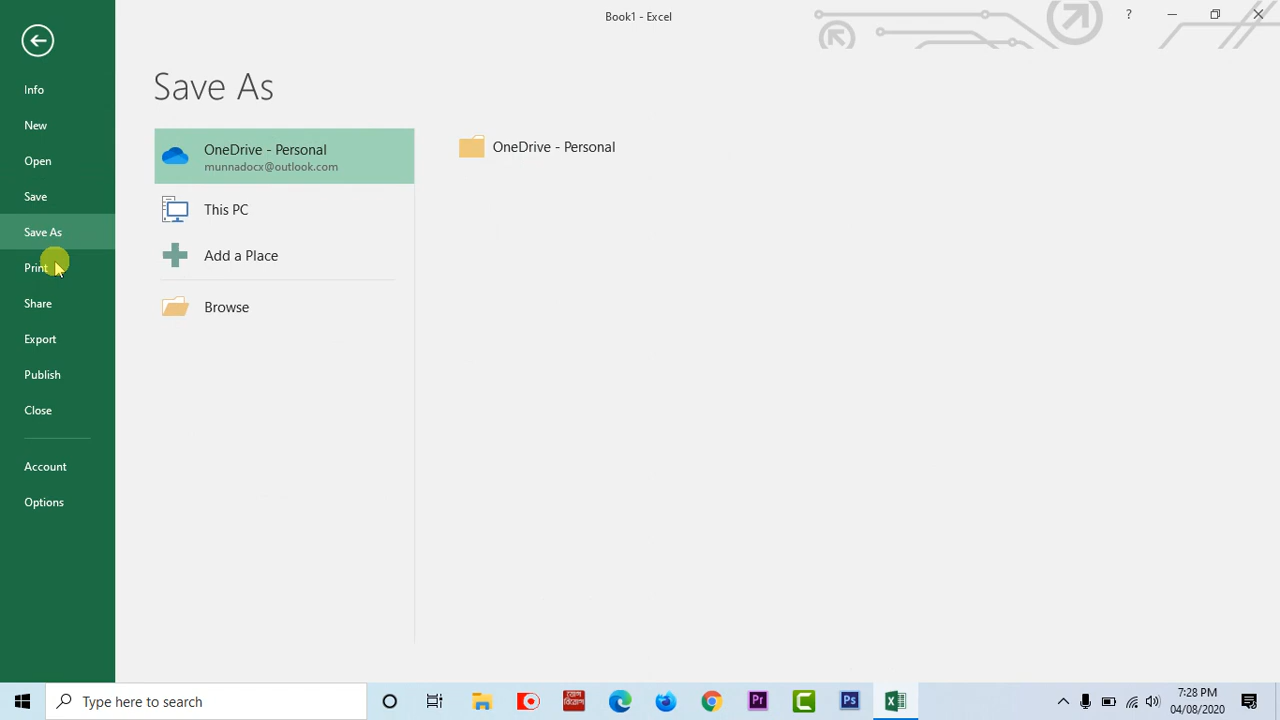 Book1 - Excel
?
Info
New
Open
Save
Save As
Print
Share
Export
Publish
Close
Account
Options
Save As
OneDrive - Personal
munnadocx@outlook.com
This PC
Add a Place
Browse
OneDrive - Personal
Type here to search
Pr
Ps
7:28 PM
04/08/2020